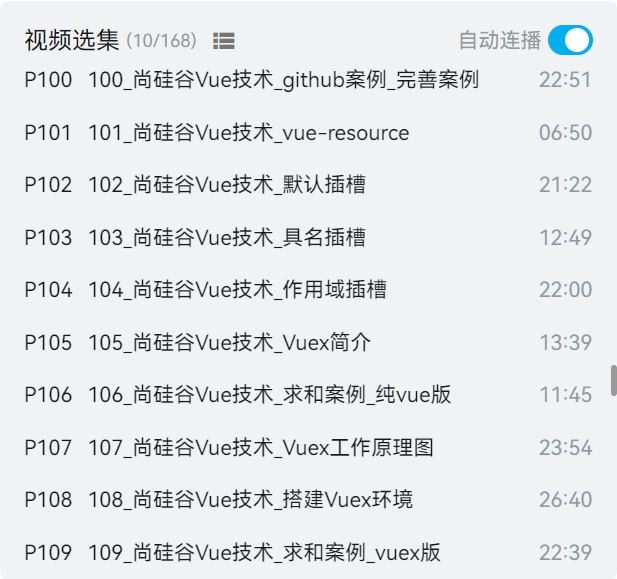 视频选集 (10/168) 自动连播
P100 100_尚硅谷Vue技术_github案例_完善案例 22:51
P101 101_尚硅谷Vue技术_vue-resource 06:50
P102 102_尚硅谷Vue技术_默认插槽 21:22
P103 103_尚硅谷Vue技术_具名插槽 12:49
P104 104_尚硅谷Vue技术_作用域插槽 22:00
P105 105_尚硅谷Vue技术_Vuex简介 13:39
P106 106_尚硅谷Vue技术_求和案例_纯vue版 11:45
P107 107_尚硅谷Vue技术_Vuex工作原理图 23:54
P108 108_尚硅谷Vue技术_搭建Vuex环境 26:40
P109 109_尚硅谷Vue技术_求和案例_vuex版 22:39